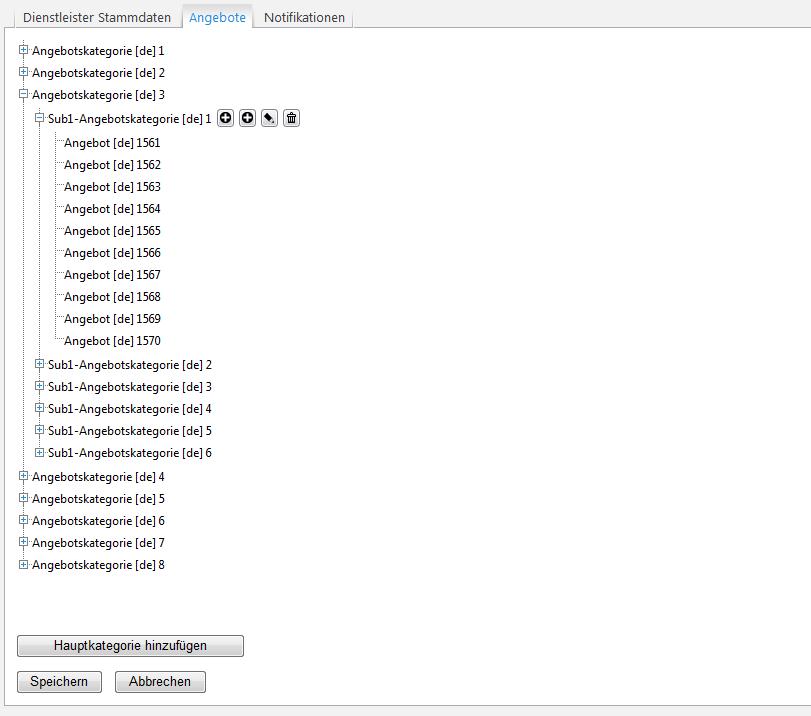 Dienstleister Stammdaten Angebote Notifikationen
Angebotskategorie [de] 1
Angebotskategorie [de] 2
Angebotskategorie [de] 3
Sub1-Angebotskategorie [de] 1
Angebot [de] 1561
Angebot [de] 1562
Angebot [de] 1563
Angebot [de] 1564
Angebot [de] 1565
Angebot [de] 1566
Angebot [de] 1567
Angebot [de] 1568
Angebot [de] 1569
Angebot [de] 1570
Sub1-Angebotskategorie [de] 2
Sub1-Angebotskategorie [de] 3
Sub1-Angebotskategorie [de] 4
Sub1-Angebotskategorie [de] 5
Sub1-Angebotskategorie [de] 6
Angebotskategorie [de] 4
Angebotskategorie [de] 5
Angebotskategorie [de] 6
Angebotskategorie [de] 7
Angebotskategorie [de] 8
Hauptkategorie hinzufügen
Speichern Abbrechen